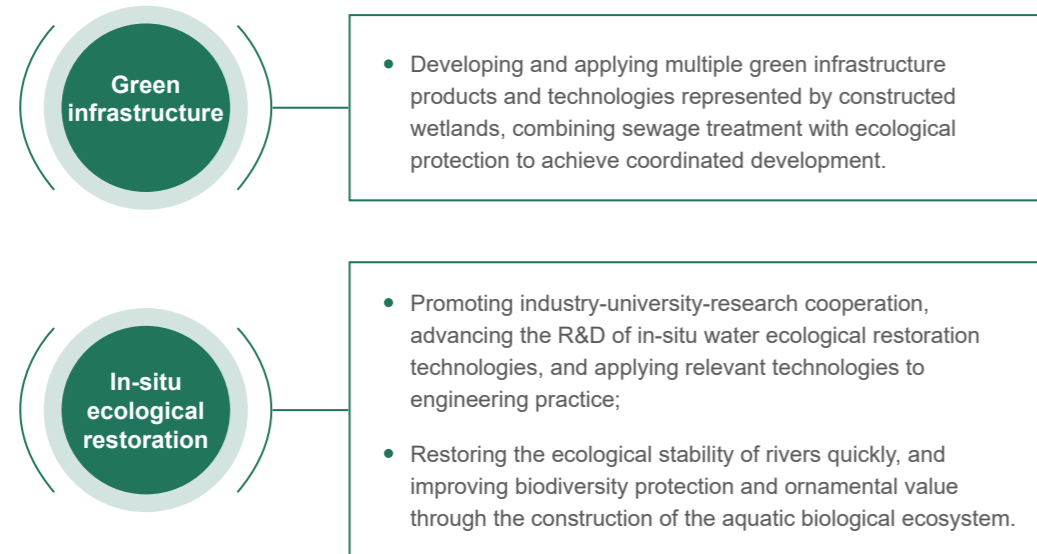 Green
infrastructure
• Developing and applying multiple green infrastructure
products and technologies represented by constructed
wetlands, combining sewage treatment with ecological
protection to achieve coordinated development.
In-situ
ecological
restoration
• Promoting industry-university-research cooperation,
advancing the R&D of in-situ water ecological restoration
technologies, and applying relevant technologies to
engineering practice;
• Restoring the ecological stability of rivers quickly, and
improving biodiversity protection and ornamental value
through the construction of the aquatic biological ecosystem.